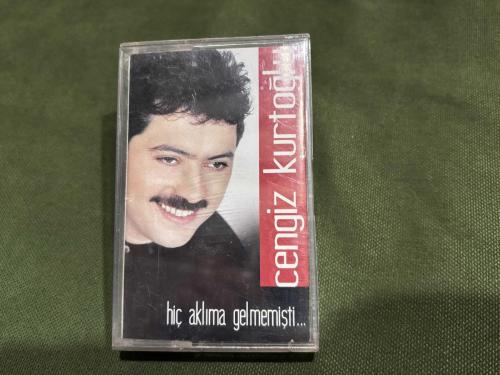 cengiz kurtoğlu
hiç aklıma gelmemişti...